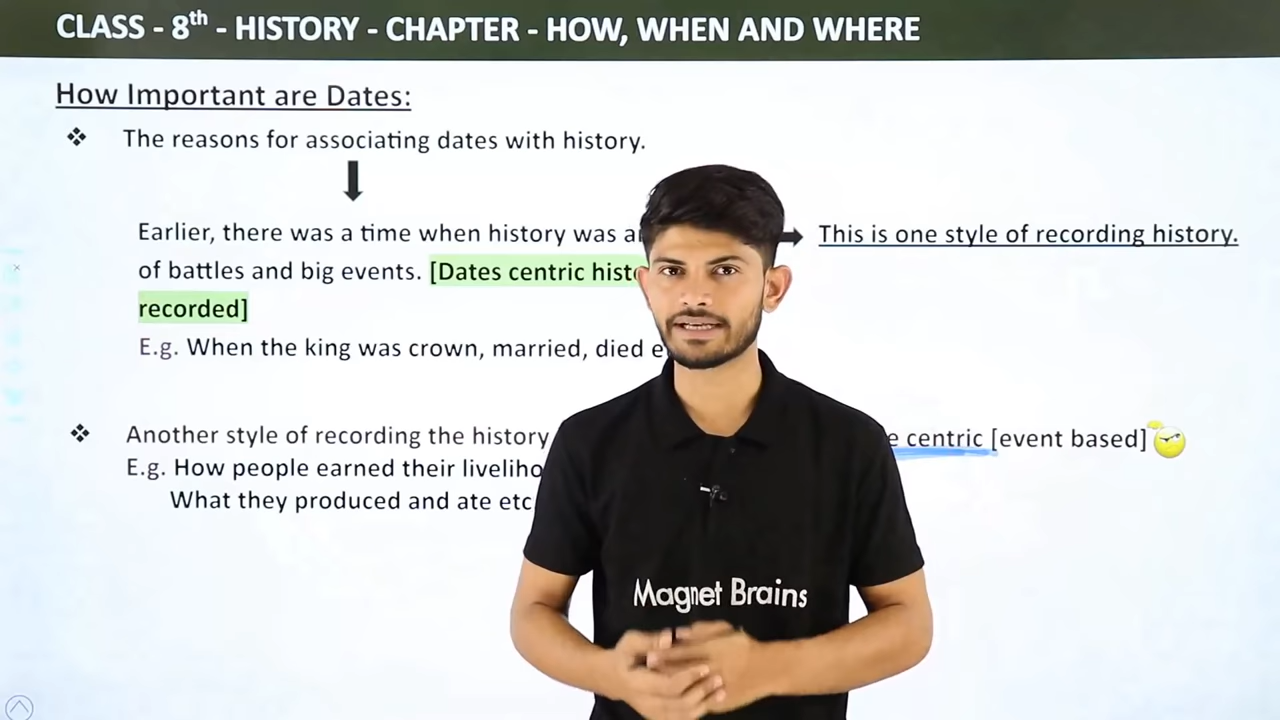 CLASS - 8th - HISTORY - CHAPTER - HOW, WHEN AND WHERE
How Important are Dates:
❖ The reasons for associating dates with history.
Earlier, there was a time when history was
This is one style of recording history.
of battles and big events. [Dates centric
recorded]
E.g. When the king was crown, married, died
❖ Another style of recording the history
centric [event based]
E.g. How people earned their
What they produced and ate etc
Magnet Brains